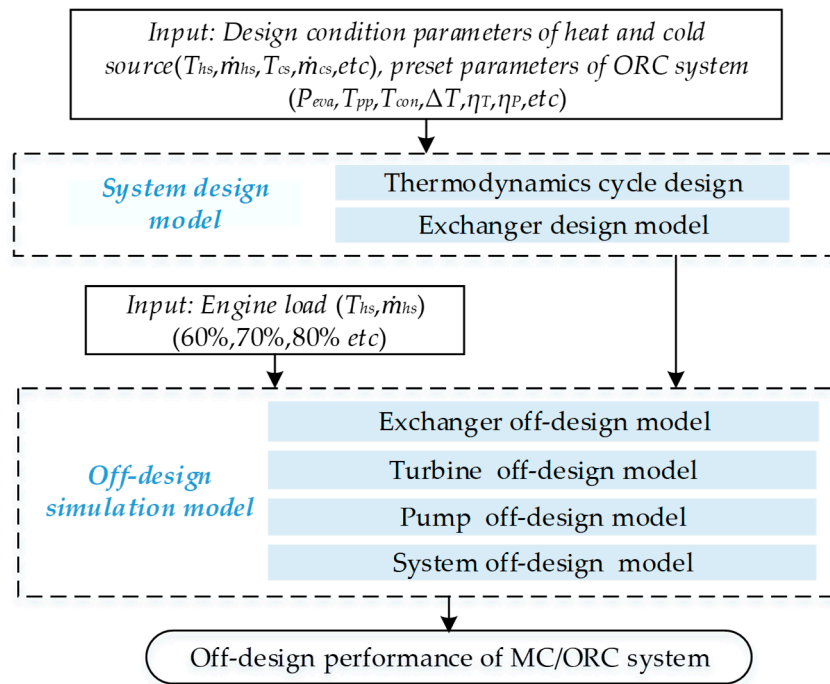 Input: Design condition parameters of heat and cold
source(Ths,ṁhs,Tcs,ṁcs,etc), preset parameters of ORC system
(Peva,Tpp,Tcon,ΔT,ηT,ηP,etc)
System design
model
Thermodynamics cycle design
Exchanger design model
Input: Engine load (Ths,ṁhs)
(60%,70%,80% etc)
Off-design
simulation model
Exchanger off-design model
Turbine off-design model
Pump off-design model
System off-design model
Off-design performance of MC/ORC system